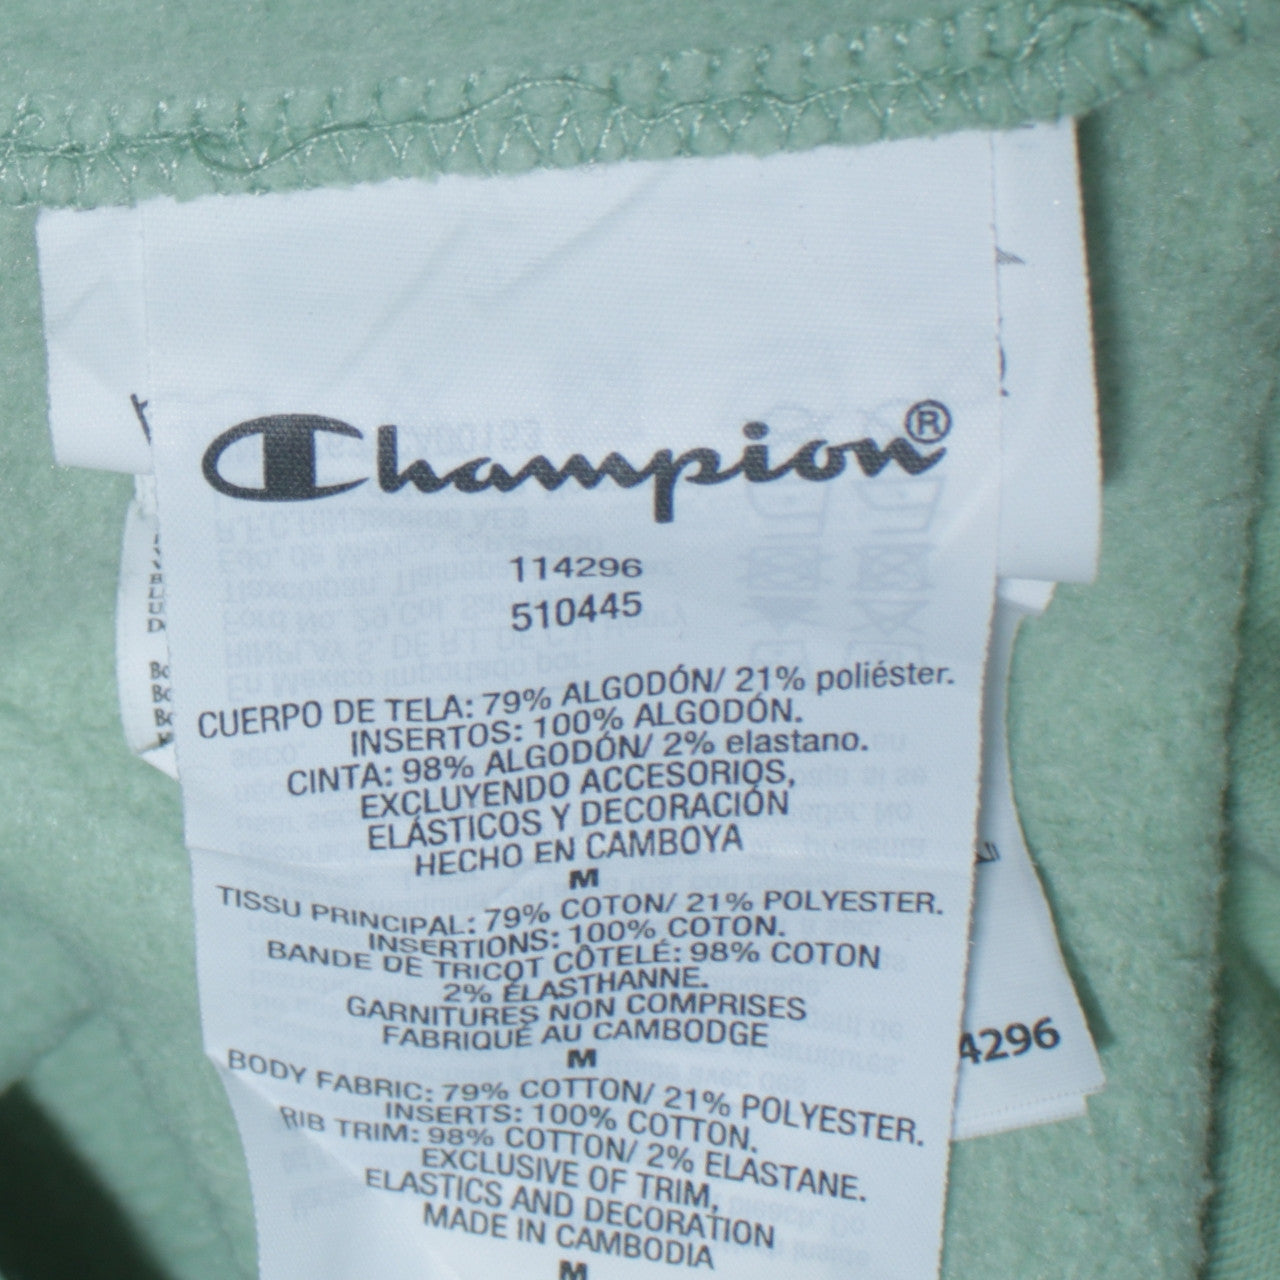 Champion®
114296
510445
CUERPO DE TELA: 79% ALGODÓN/ 21% poliéster.
INSERTOS: 100% ALGODÓN.
CINTA: 98% ALGODÓN/ 2% elastano.
EXCLUYENDO ACCESORIOS,
ELÁSTICOS Y DECORACIÓN
HECHO EN CAMBOYA
M
TISSU PRINCIPAL: 79% COTON/ 21% POLYESTER.
INSERTIONS: 100% COTON.
BANDE DE TRICOT CÔTELÉ: 98% COTON
2% ÉLASTHANNE.
GARNITURES NON COMPRISES
FABRIQUÉ AU CAMBODGE
M
BODY FABRIC: 79% COTTON/ 21% POLYESTER.
INSERTS: 100% COTTON.
RIB TRIM: 98% COTTON/ 2% ELASTANE.
EXCLUSIVE OF TRIM,
ELASTICS AND DECORATION
MADE IN CAMBODIA
M
4296